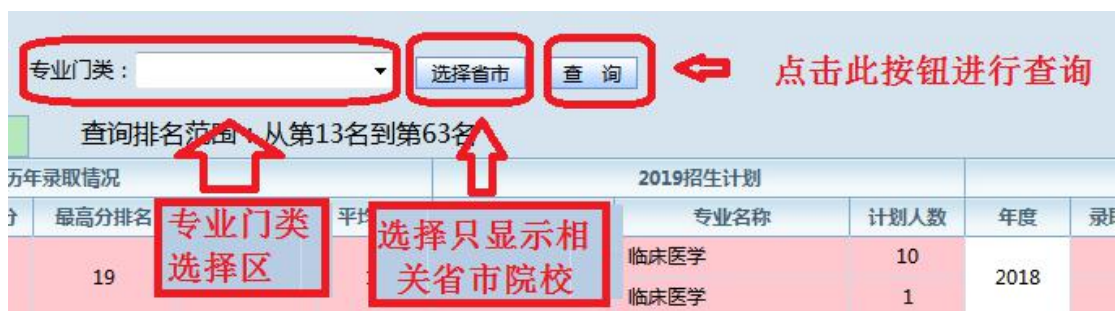 专业门类：
选择省市
查 询
点击此按钮进行查询
查询排名范围：从第13名到第63名
历年录取情况
2019招生计划
最高分排名
专业名称
计划人数
年度
专业门类
选择区
选择只显示相
关省市院校
19
临床医学
10
2018
临床医学
1